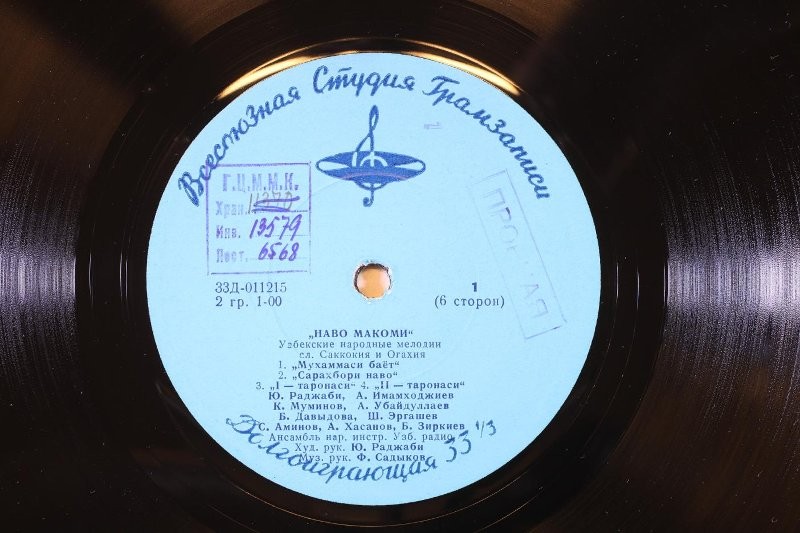 Всесоюзная Студия Грамзаписи
Г.Ц.М.М.К.
Хран. 11370
Инв. 13579
Пост. 6568
33Д-011215
2 гр. 1-00
1
(6 сторон)
„НАВО МАКОМИ“
Узбекские народные мелодии
сл. Саккокия и Огахия
1. „Мухаммаси баёт“
2. „Сарахбори наво“
3. „I — таронаси“ 4. „II — таронаси“
Ю. Раджаби, А. Имамходжиев
К. Муминов, А. Убайдуллаев
Б. Давыдова, Ш. Эргашев
С. Аминов, А. Хасанов, Б. Зиркиев
Ансамбль нар. инстр. Узб. радио
Худ. рук. Ю. Раджаби
Муз. рук. Ф. Садыков
Долгоиграющая 33 1/3